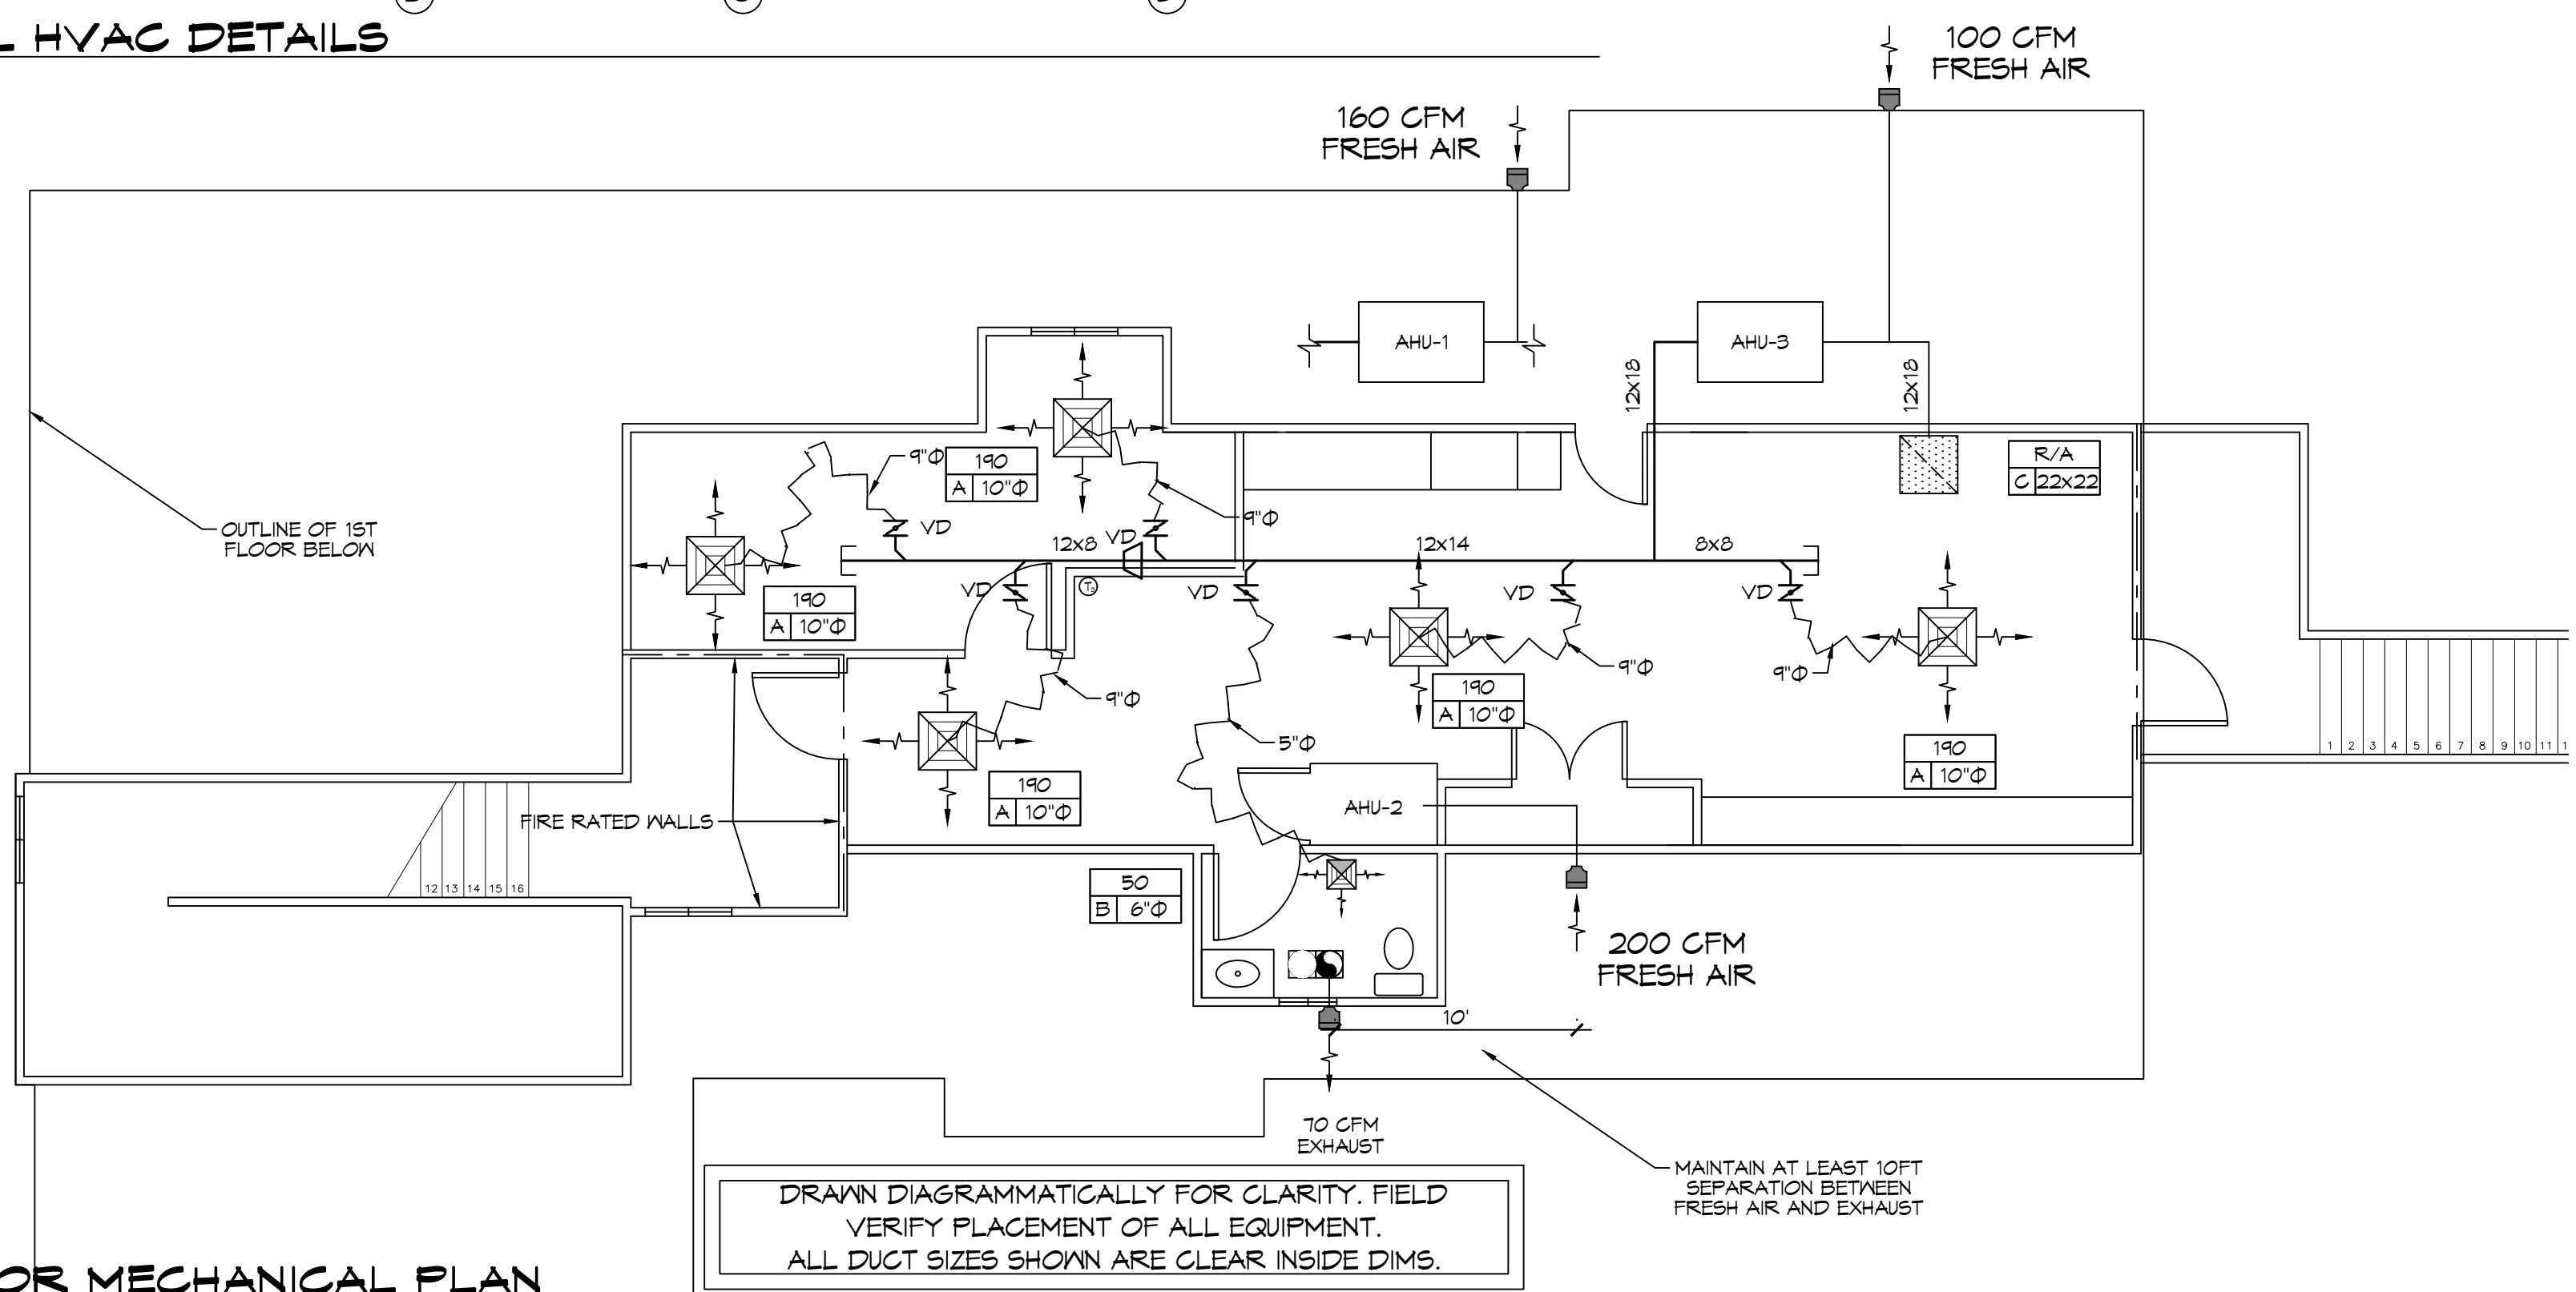 L HVAC DETAILS
100 CFM
FRESH AIR
160 CFM
FRESH AIR
AHU-1
AHU-3
12x18
12x18
9"Φ
190
A 10"Φ
R/A
C 22x22
9"Φ
VD
VD
12x8
12x14
8x8
OUTLINE OF 1ST
FLOOR BELOW
190
A 10"Φ
VD
VD
VD
VD
9"Φ
9"Φ
9"Φ
190
A 10"Φ
5"Φ
190
A 10"Φ
190
A 10"Φ
1 2 3 4 5 6 7 8 9 10 11 1
AHU-2
FIRE RATED WALLS
12 13 14 15 16
50
B 6"Φ
200 CFM
FRESH AIR
10'
70 CFM
EXHAUST
MAINTAIN AT LEAST 10FT
SEPARATION BETWEEN
FRESH AIR AND EXHAUST
DRAWN DIAGRAMMATICALLY FOR CLARITY. FIELD
VERIFY PLACEMENT OF ALL EQUIPMENT.
ALL DUCT SIZES SHOWN ARE CLEAR INSIDE DIMS.
OR MECHANICAL PLAN